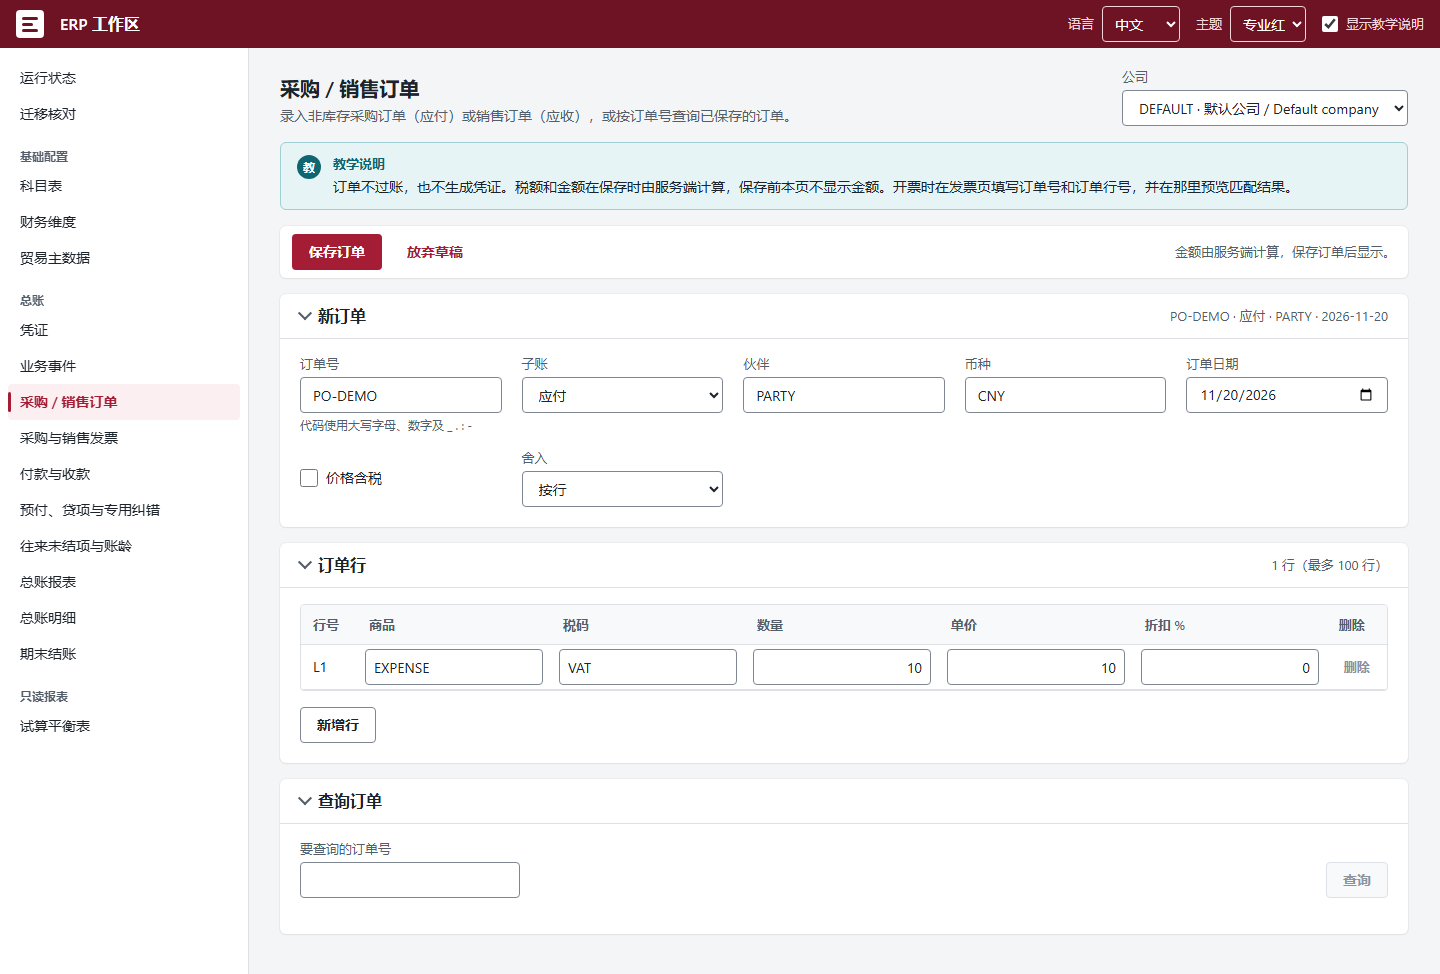 ERP 工作区
语言 中文 主题 专业红 显示教学说明
运行状态
迁移核对
基础配置
科目表
财务维度
贸易主数据
总账
凭证
业务事件
采购 / 销售订单
采购与销售发票
付款与收款
预付、贷项与专用纠错
往来未结项与账龄
总账报表
总账明细
期末结账
只读报表
试算平衡表
采购 / 销售订单
录入非库存采购订单（应付）或销售订单（应收），或按订单号查询已保存的订单。
公司
DEFAULT · 默认公司 / Default company
教 教学说明
订单不过账，也不生成凭证。税额和金额在保存时由服务端计算，保存前本页不显示金额。开票时在发票页填写订单号和订单行号，并在那里预览匹配结果。
保存订单 放弃草稿 金额由服务端计算，保存订单后显示。
新订单 PO-DEMO · 应付 · PARTY · 2026-11-20
订单号 子账 伙伴 币种 订单日期
PO-DEMO 应付 PARTY CNY 11/20/2026
代码使用大写字母、数字及 _ . : -
价格含税
舍入
按行
订单行 1 行（最多 100 行）
行号 商品 税码 数量 单价 折扣 % 删除
L1 EXPENSE VAT 10 10 0 删除
新增行
查询订单
要查询的订单号
查询